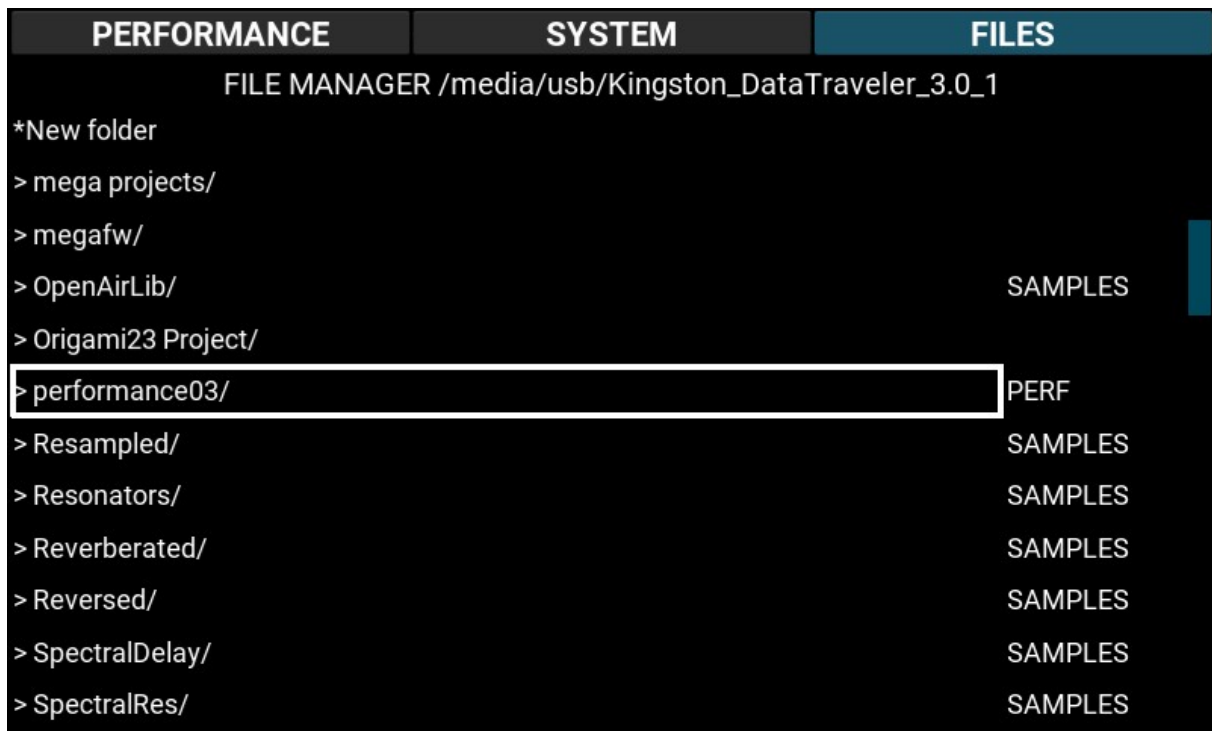 PERFORMANCE SYSTEM FILES
FILE MANAGER /media/usb/Kingston_DataTraveler_3.0_1
*New folder
> mega projects/
> megafw/
> OpenAirLib/ SAMPLES
> Origami23 Project/
> performance03/ PERF
> Resampled/ SAMPLES
> Resonators/ SAMPLES
> Reverberated/ SAMPLES
> Reversed/ SAMPLES
> SpectralDelay/ SAMPLES
> SpectralRes/ SAMPLES